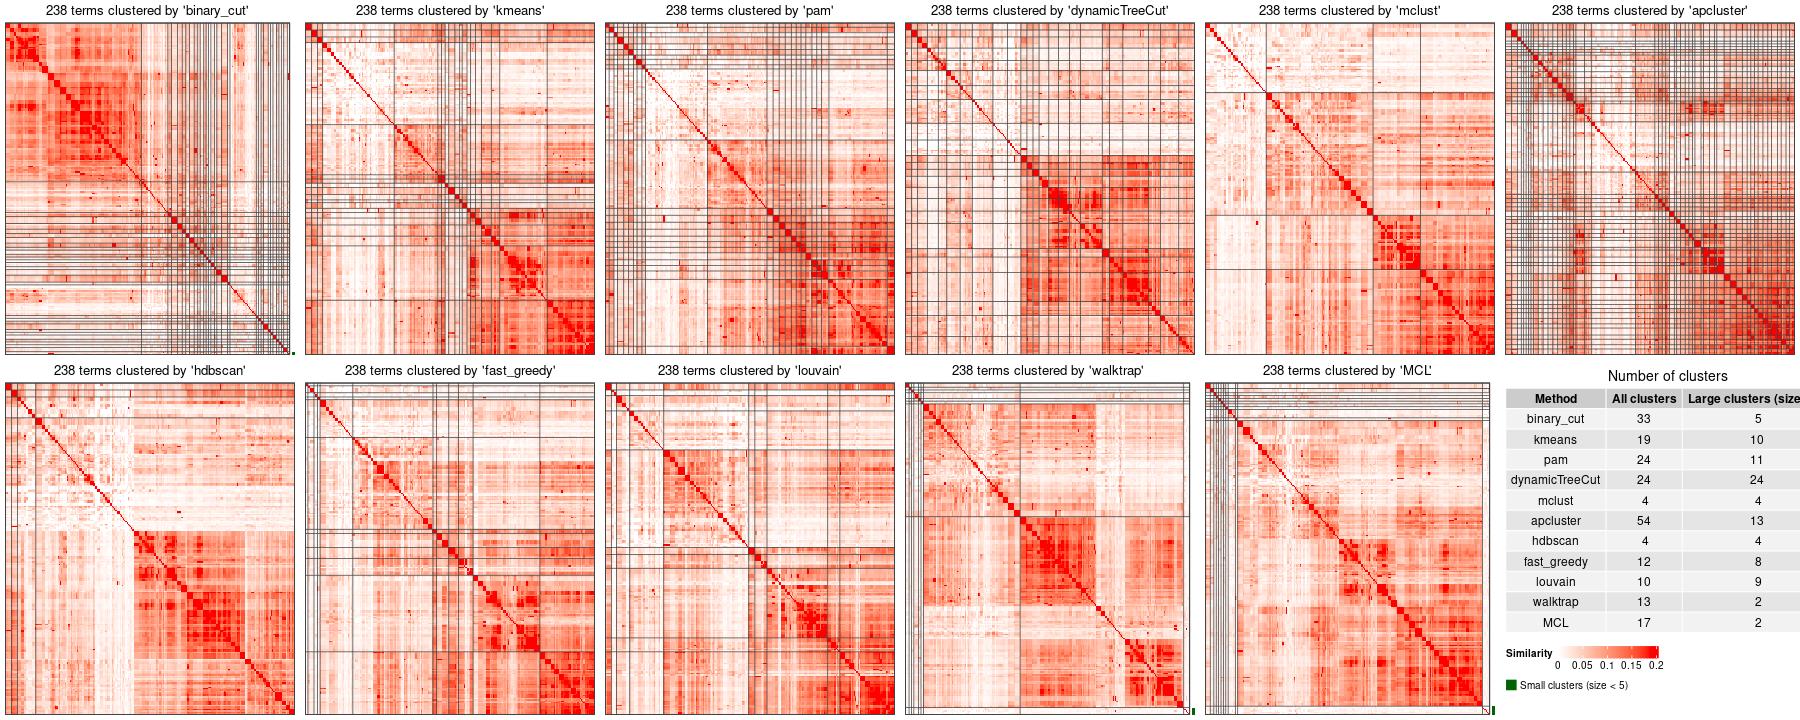 238 terms clustered by 'binary_cut'
238 terms clustered by 'kmeans'
238 terms clustered by 'pam'
238 terms clustered by 'dynamicTreeCut'
238 terms clustered by 'mclust'
238 terms clustered by 'apcluster'
238 terms clustered by 'hdbscan'
238 terms clustered by 'fast_greedy'
238 terms clustered by 'louvain'
238 terms clustered by 'walktrap'
238 terms clustered by 'MCL'
Number of clusters
Method All clusters Large clusters (size
binary_cut 33 5
kmeans 19 10
pam 24 11
dynamicTreeCut 24 24
mclust 4 4
apcluster 54 13
hdbscan 4 4
fast_greedy 12 8
louvain 10 9
walktrap 13 2
MCL 17 2
Similarity
0 0.05 0.1 0.15 0.2
Small clusters (size < 5)